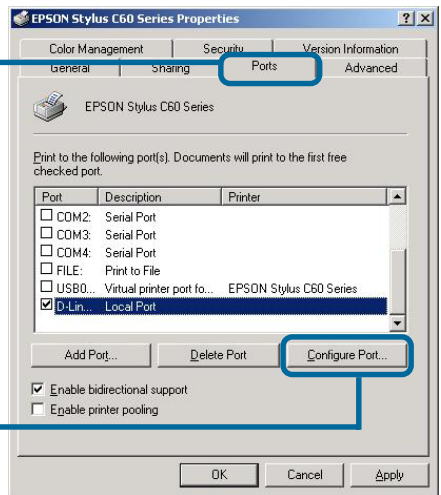 EPSON Stylus C60 Series Properties
Color Management Security Version Information
General Sharing Ports Advanced
EPSON Stylus C60 Series
Print to the following port(s). Documents will print to the first free
checked port.
Port Description Printer
COM2: Serial Port
COM3: Serial Port
COM4: Serial Port
FILE: Print to File
USB0... Virtual printer port fo... EPSON Stylus C60 Series
D-Lin... Local Port
Add Port... Delete Port Configure Port...
Enable bidirectional support
Enable printer pooling
OK Cancel Apply